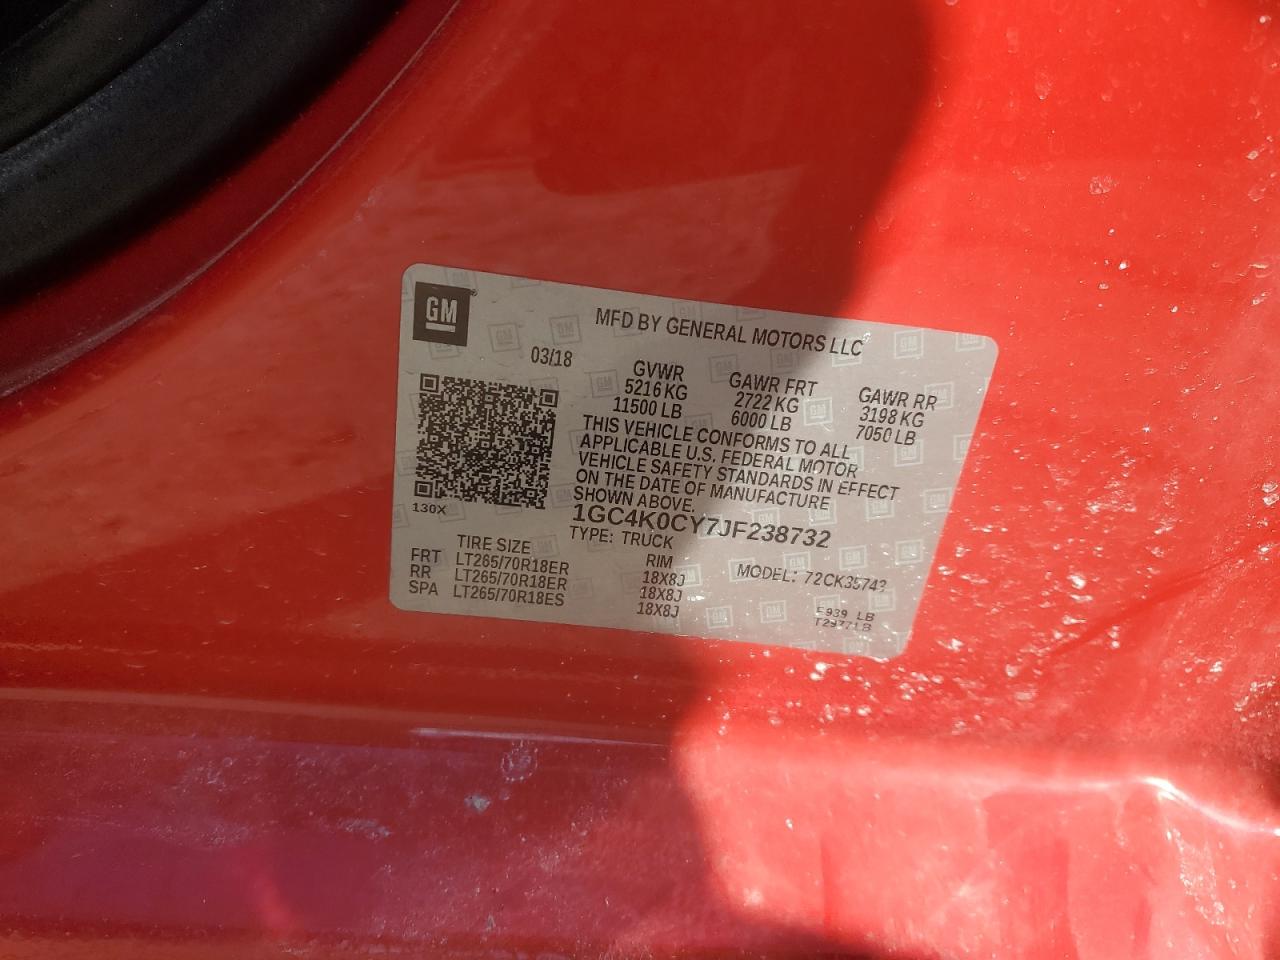 GM
MFD BY GENERAL MOTORS LLC
03/18
GVWR GAWR FRT GAWR RR
5216 KG 2722 KG 3198 KG
11500 LB 6000 LB 7050 LB
THIS VEHICLE CONFORMS TO ALL
APPLICABLE U.S. FEDERAL MOTOR
VEHICLE SAFETY STANDARDS IN EFFECT
ON THE DATE OF MANUFACTURE
SHOWN ABOVE.
130X
1GC4K0CY7JF238732
TYPE: TRUCK
TIRE SIZE RIM
FRT LT265/70R18ER 18X8J
RR LT265/70R18ER 18X8J
SPA LT265/70R18ES 18X8J
MODEL: 72CK35743
F939 LB
T2977LB